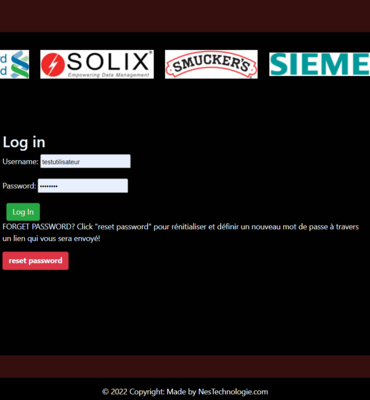 d.
d.
SOLIX
Empowering Data Management
SMUCKER'S
SIEME
Log in
Username: testutilisateur
Password: ••••••••
Log In
FORGET PASSWORD? Click "reset password" pour rénitialiser et définir un nouveau mot de passe à travers
un lien qui vous sera envoyé!
reset password
© 2022 Copyright: Made by NesTechnologie.com